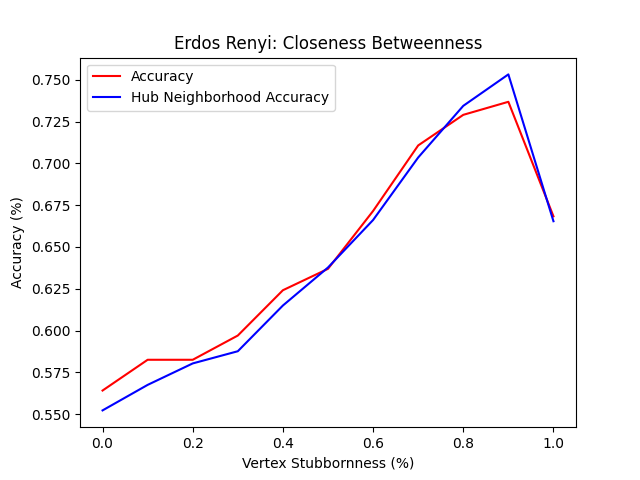 Erdos Renyi: Closeness Betweenness
Accuracy
Hub Neighborhood Accuracy
0.750
0.725
0.700
0.675
0.650
0.625
0.600
0.575
0.550
Accuracy (%)
0.0 0.2 0.4 0.6 0.8 1.0
Vertex Stubbornness (%)